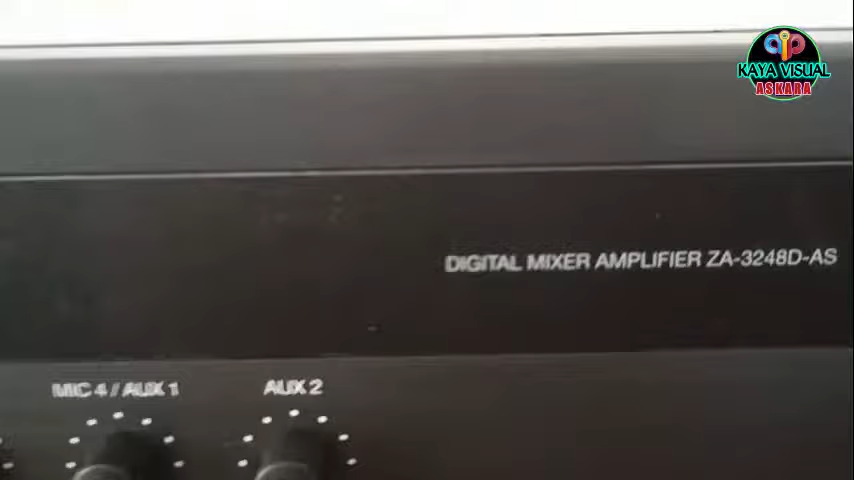 KAYA VISUAL
ASKARA
DIGITAL MIXER AMPLIFIER ZA-3248D-AS
MIC 4 / AUX 1
AUX 2